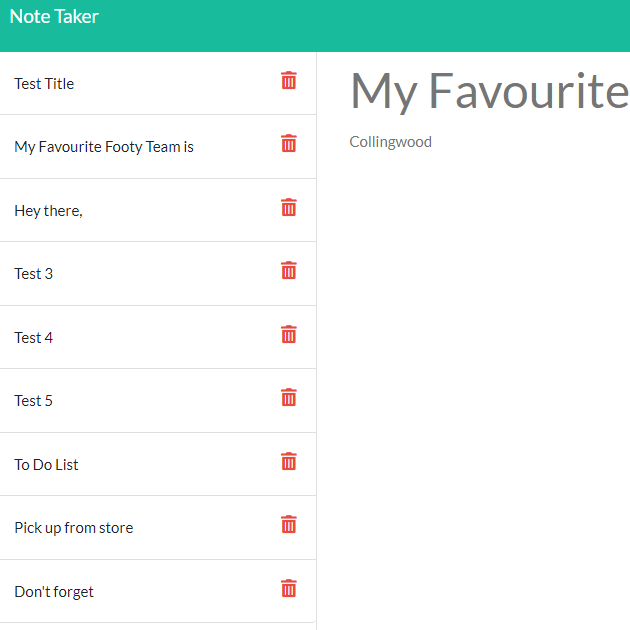 Note Taker
Test Title
My Favourite Footy Team is
Hey there,
Test 3
Test 4
Test 5
To Do List
Pick up from store
Don't forget
My Favourite
Collingwood